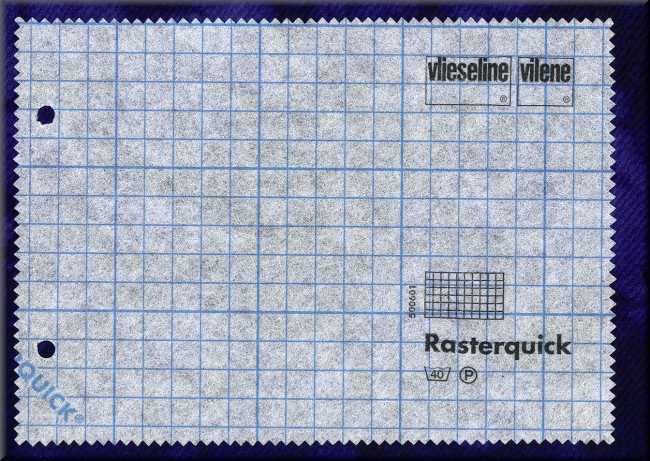 vlieseline vilene
® ®
500601
Rasterquick
40 P
QUICK®